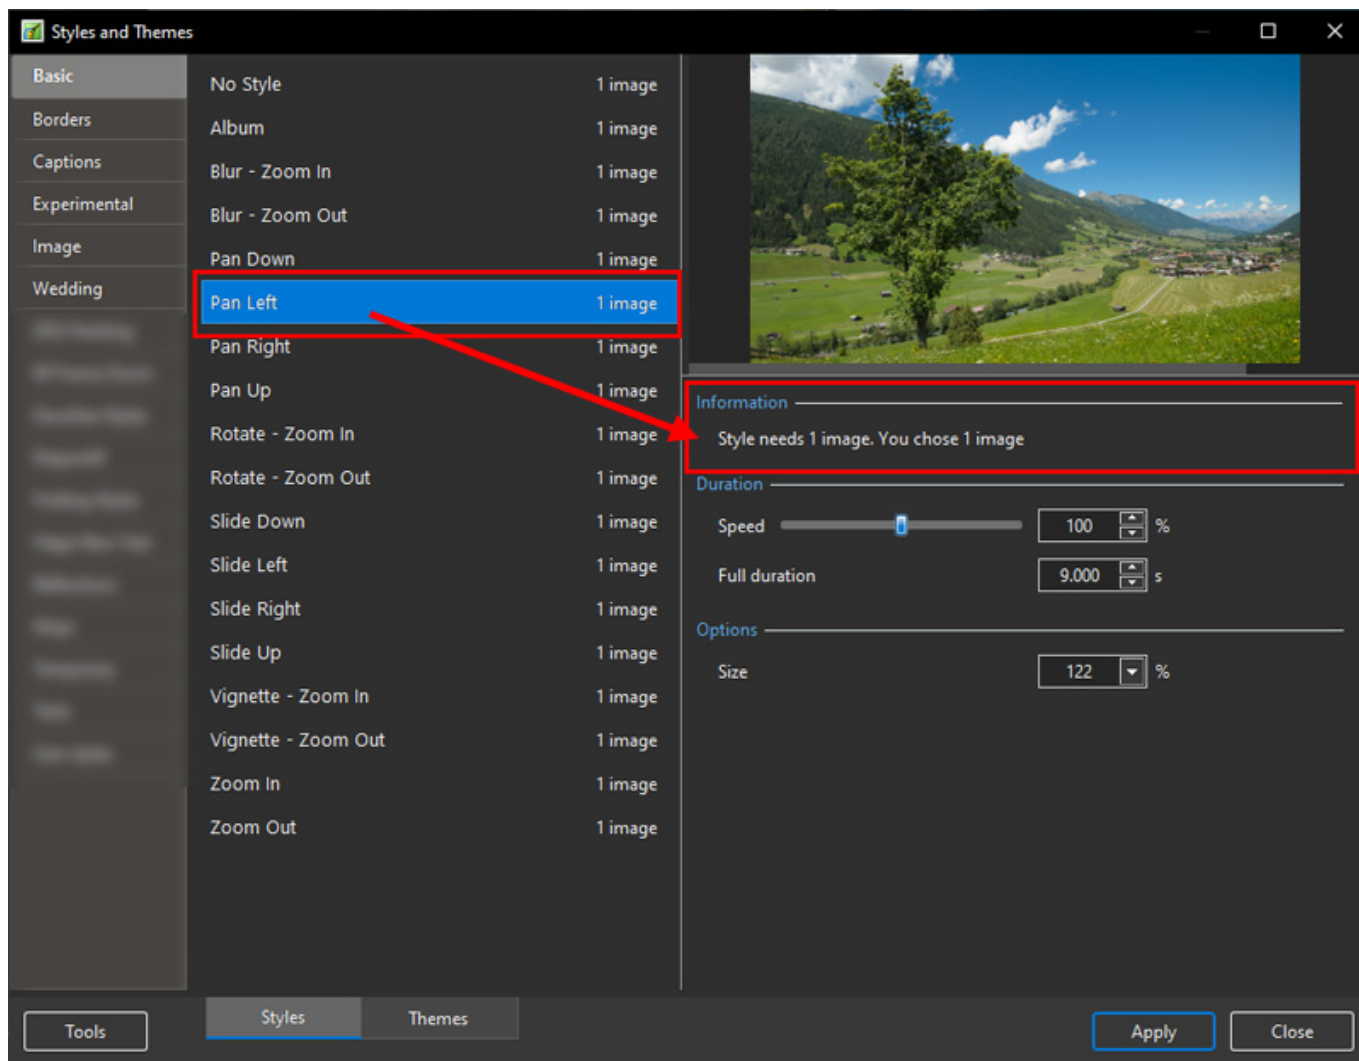 Styles and Themes
Basic
Borders
Captions
Experimental
Image
Wedding
No Style 1 image
Album 1 image
Blur - Zoom In 1 image
Blur - Zoom Out 1 image
Pan Down 1 image
Pan Left 1 image
Pan Right 1 image
Pan Up 1 image
Rotate - Zoom In 1 image
Rotate - Zoom Out 1 image
Slide Down 1 image
Slide Left 1 image
Slide Right 1 image
Slide Up 1 image
Vignette - Zoom In 1 image
Vignette - Zoom Out 1 image
Zoom In 1 image
Zoom Out 1 image
Information
Style needs 1 image. You chose 1 image
Duration
Speed 100 %
Full duration 9.000 s
Options
Size 122 %
Tools
Styles Themes
Apply Close